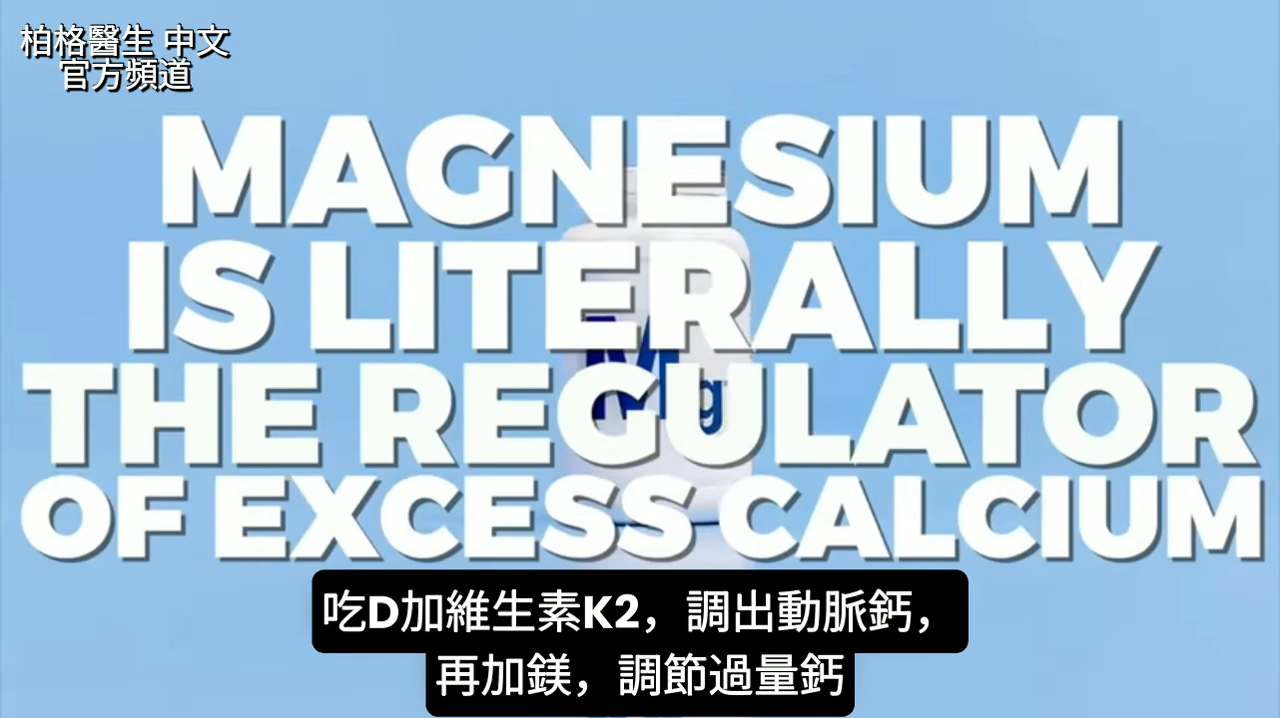 柏格醫生 中文
官方頻道
MAGNESIUM
IS LITERALLY
THE REGULATOR
OF EXCESS CALCIUM
Mg
吃D加維生素K2，調出動脈鈣，
再加鎂，調節過量鈣